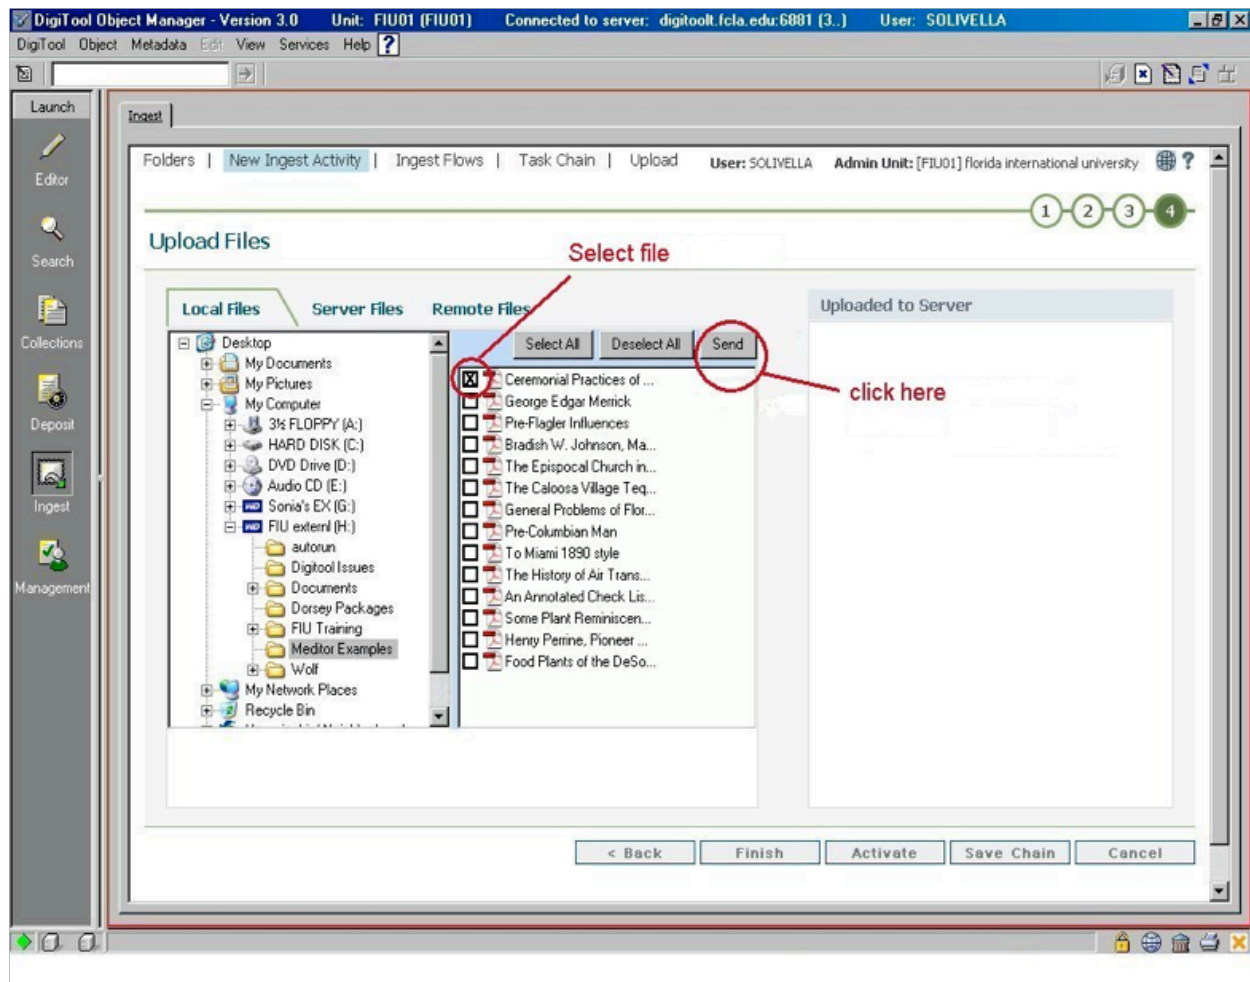 DigiTool Object Manager - Version 3.0 Unit: FIU01 (FIU01) Connected to server: digitoolt.fcla.edu:6881 (3..) User: SOLIVELLA
DigiTool Object Metadata Edit View Services Help ?
Launch
Ingest
Folders | New Ingest Activity | Ingest Flows | Task Chain | Upload User: SOLIVELLA Admin Unit: [FIU01] florida international university ?
Editor
1 2 3 4
Upload Files
Select file
Search
Local Files Server Files Remote Files
Uploaded to Server
Collections
Select All Deselect All Send
click here
Desktop
My Documents
My Pictures
My Computer
3½ FLOPPY (A:)
HARD DISK (C:)
DVD Drive (D:)
Audio CD (E:)
Sonia's EX (G:)
FIU externl (H:)
autorun
Digitool Issues
Documents
Dorsey Packages
FIU Training
Meditor Examples
Wolf
My Network Places
Recycle Bin
Ceremonial Practices of ...
George Edgar Merrick
Pre-Flagler Influences
Bradish W. Johnson, Ma...
The Epispocal Church in...
The Caloosa Village Teq...
General Problems of Flor...
Pre-Columbian Man
To Miami 1890 style
The History of Air Trans...
An Annotated Check Lis...
Some Plant Reminiscen...
Henry Perrine, Pioneer ...
Food Plants of the DeSo...
Deposit
Ingest
Management
< Back Finish Activate Save Chain Cancel